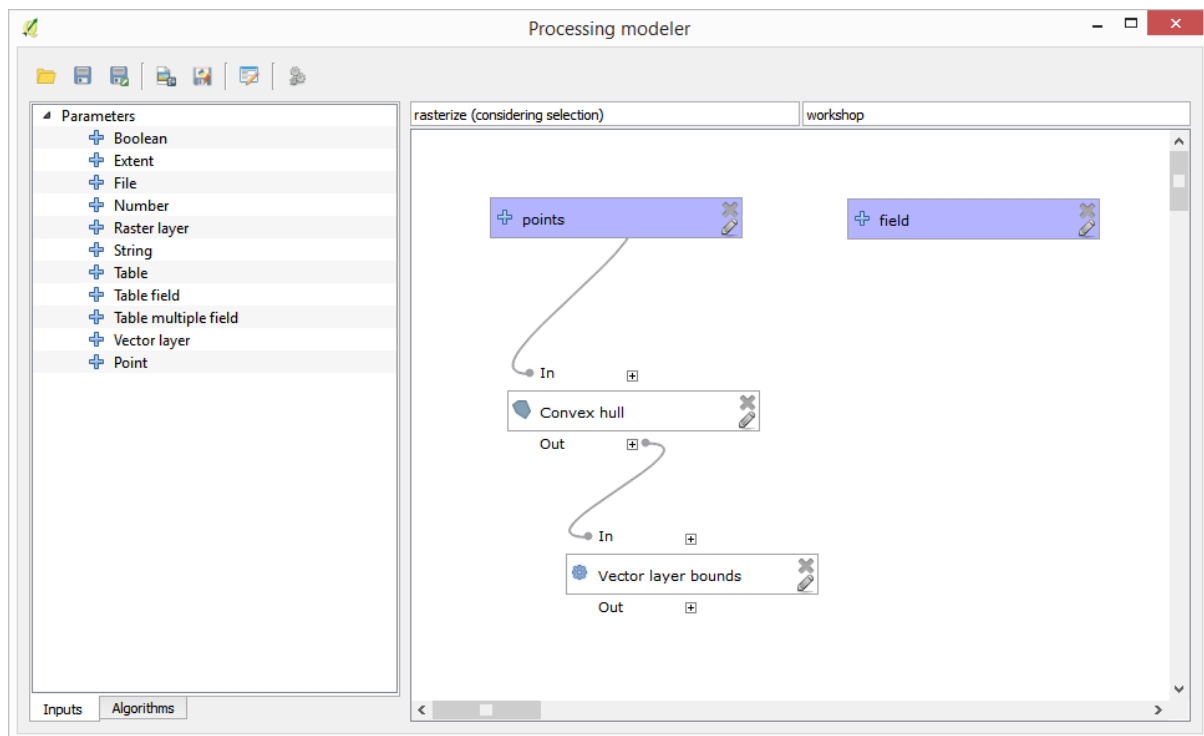 Processing modeler
Parameters
Boolean
Extent
File
Number
Raster layer
String
Table
Table field
Table multiple field
Vector layer
Point
Inputs
Algorithms
rasterize (considering selection)
workshop
points
field
In
Convex hull
Out
In
Vector layer bounds
Out